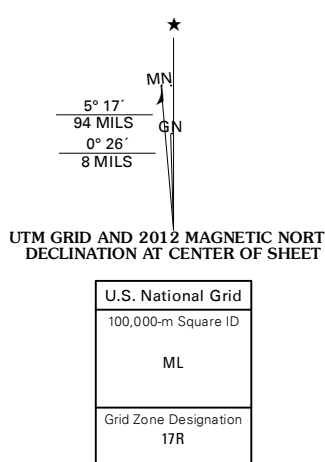 ★
MN
5° 17´
94 MILS
GN
0° 26´
8 MILS
UTM GRID AND 2012 MAGNETIC NORT
DECLINATION AT CENTER OF SHEET
U.S. National Grid
100,000-m Square ID
ML
Grid Zone Designation
17R